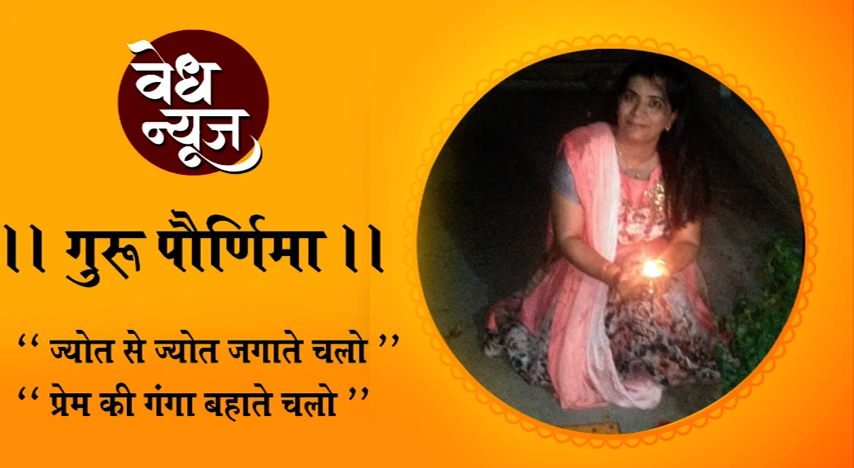 वेध
न्यूज
।। गुरू पौर्णिमा ।।
“ ज्योत से ज्योत जगाते चलो ”
“ प्रेम की गंगा बहाते चलो ”